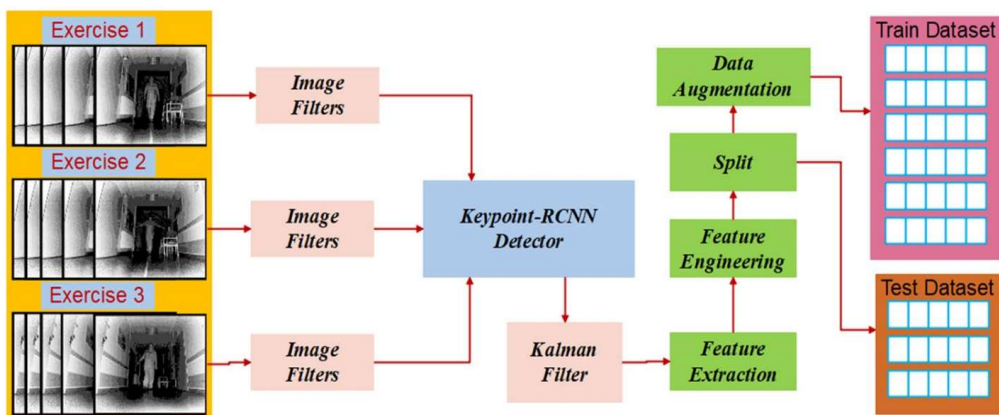 Exercise 1
Exercise 2
Exercise 3
Image
Filters
Image
Filters
Image
Filters
Keypoint-RCNN
Detector
Kalman
Filter
Feature
Extraction
Feature
Engineering
Split
Data
Augmentation
Train Dataset
Test Dataset